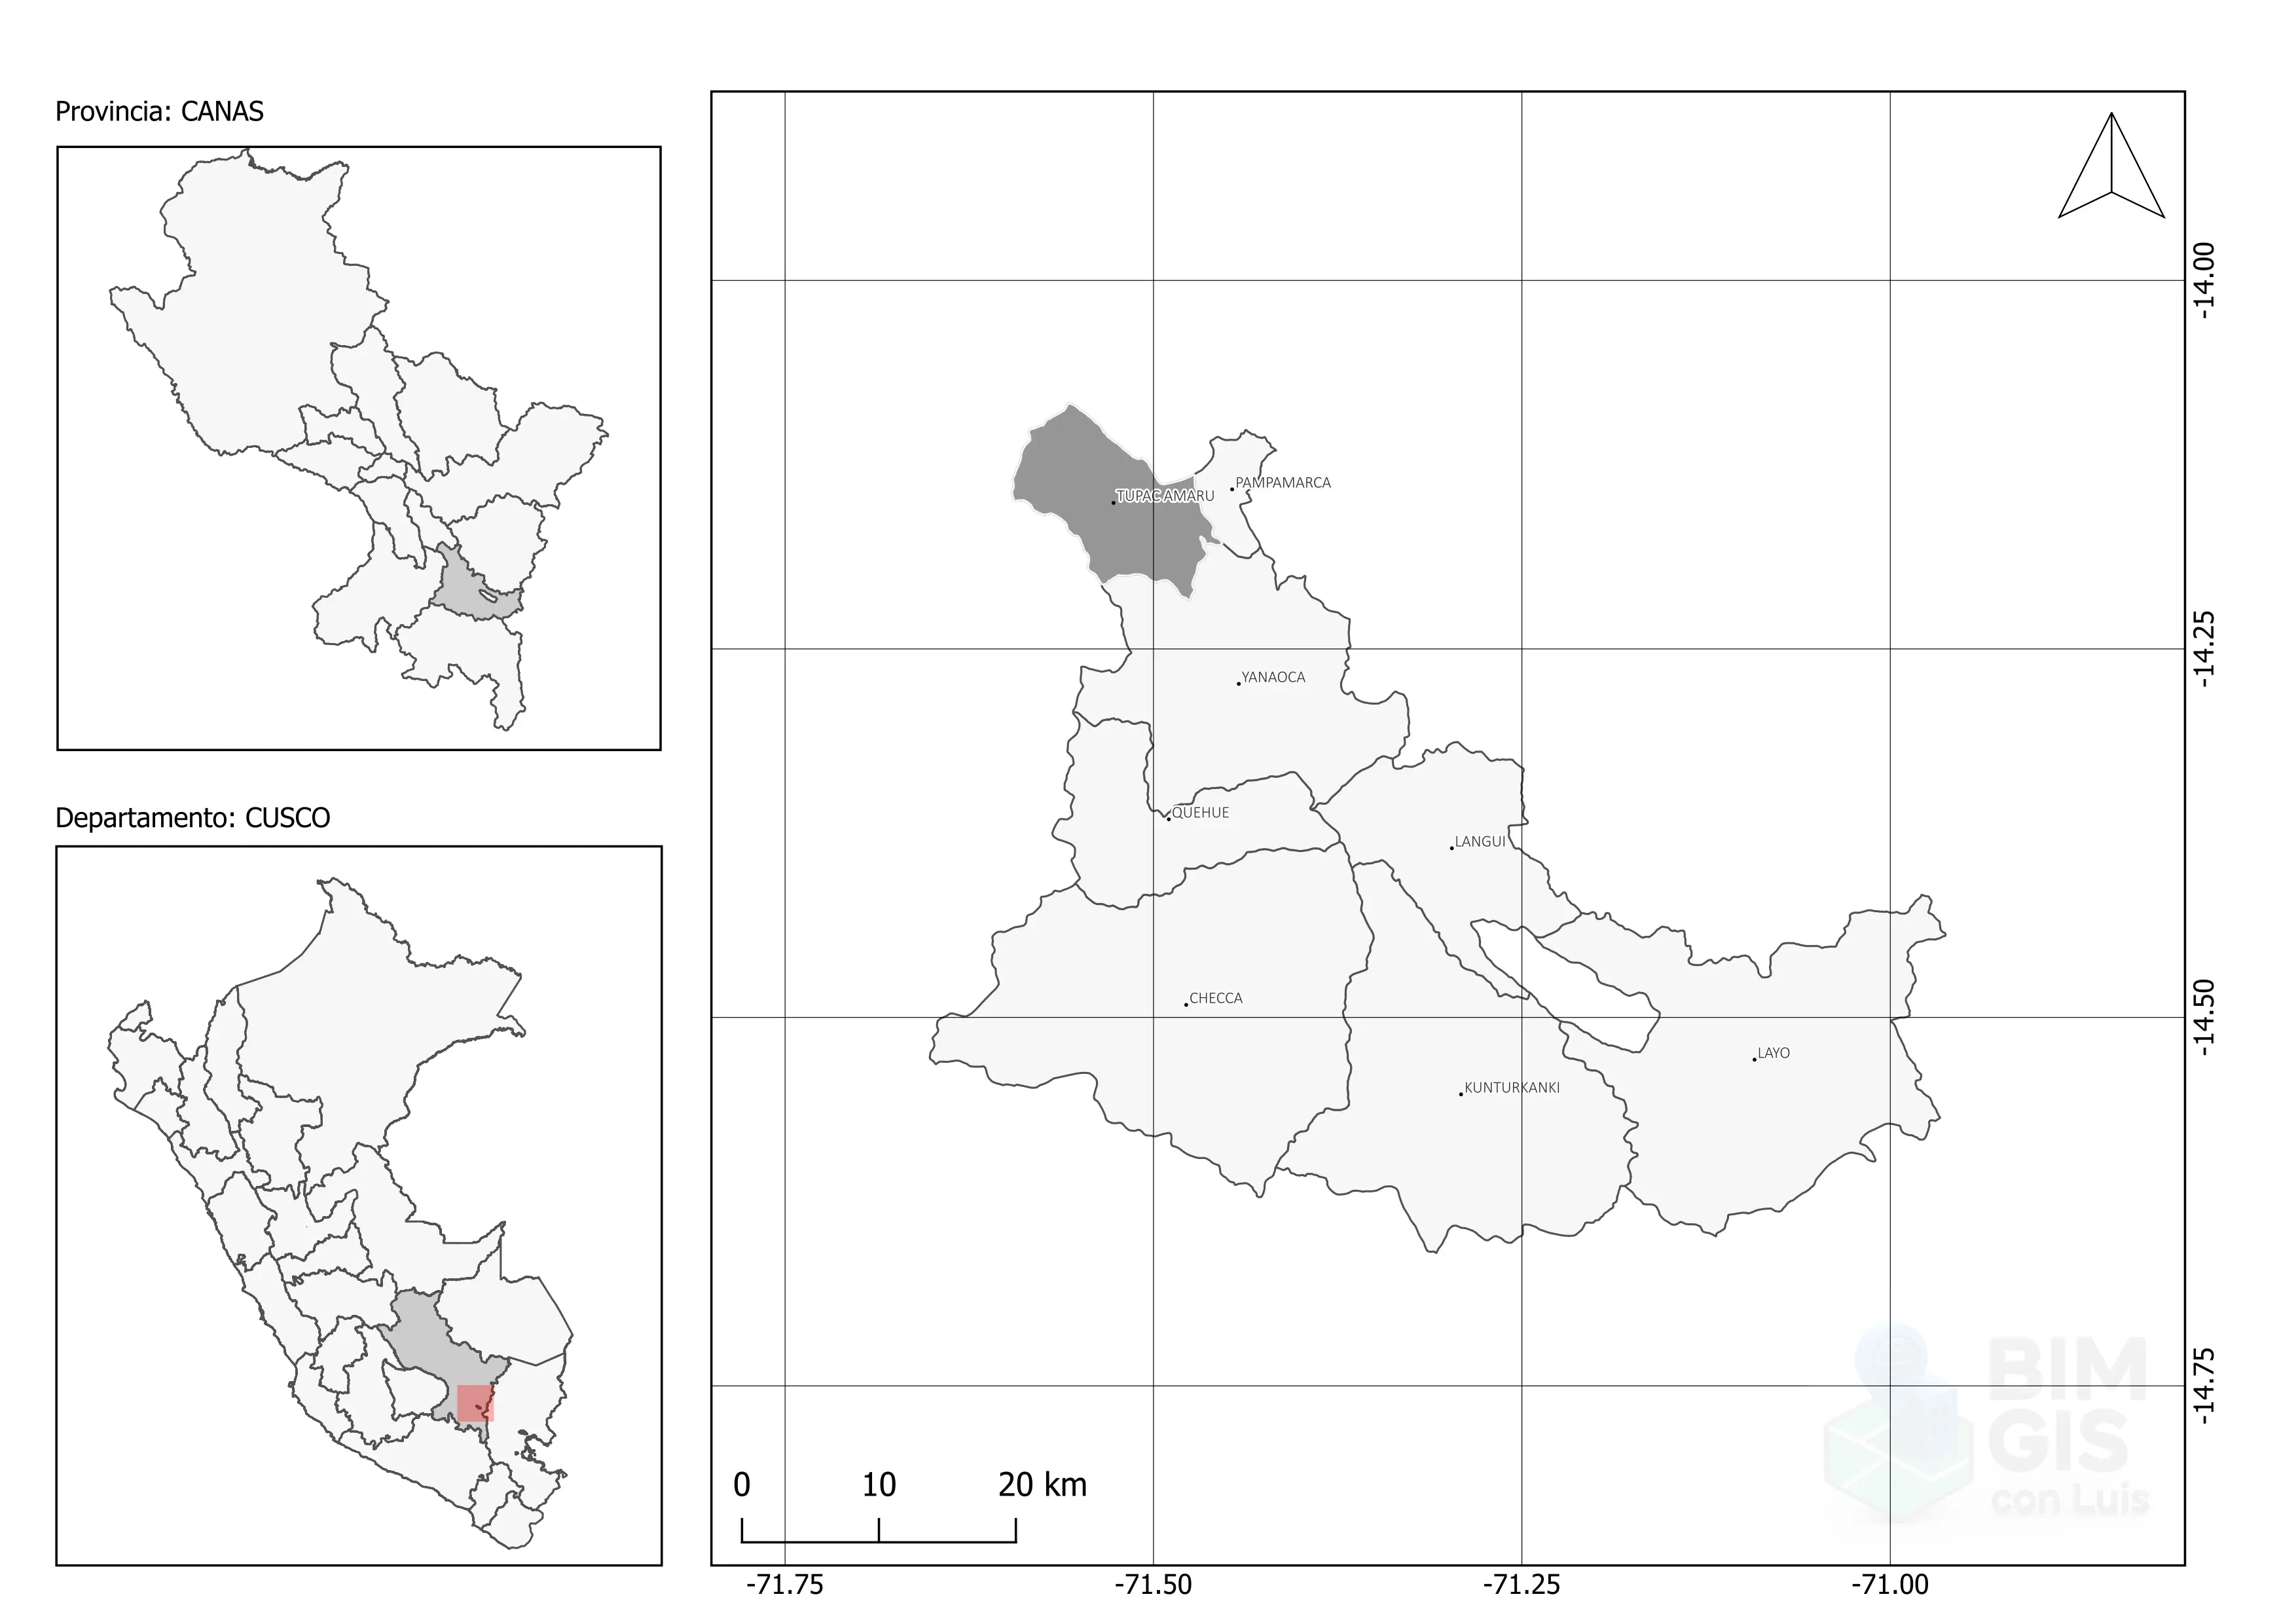 Provincia: CANAS
Departamento: CUSCO
TUPAC AMARU
PAMPAMARCA
YANAOCA
QUEHUE
LANGUI
CHECCA
LAYO
KUNTURKANKI
-14.00
-14.25
-14.50
-14.75
0 10 20 km
-71.75 -71.50 -71.25 -71.00
BIM
GIS
con Luis